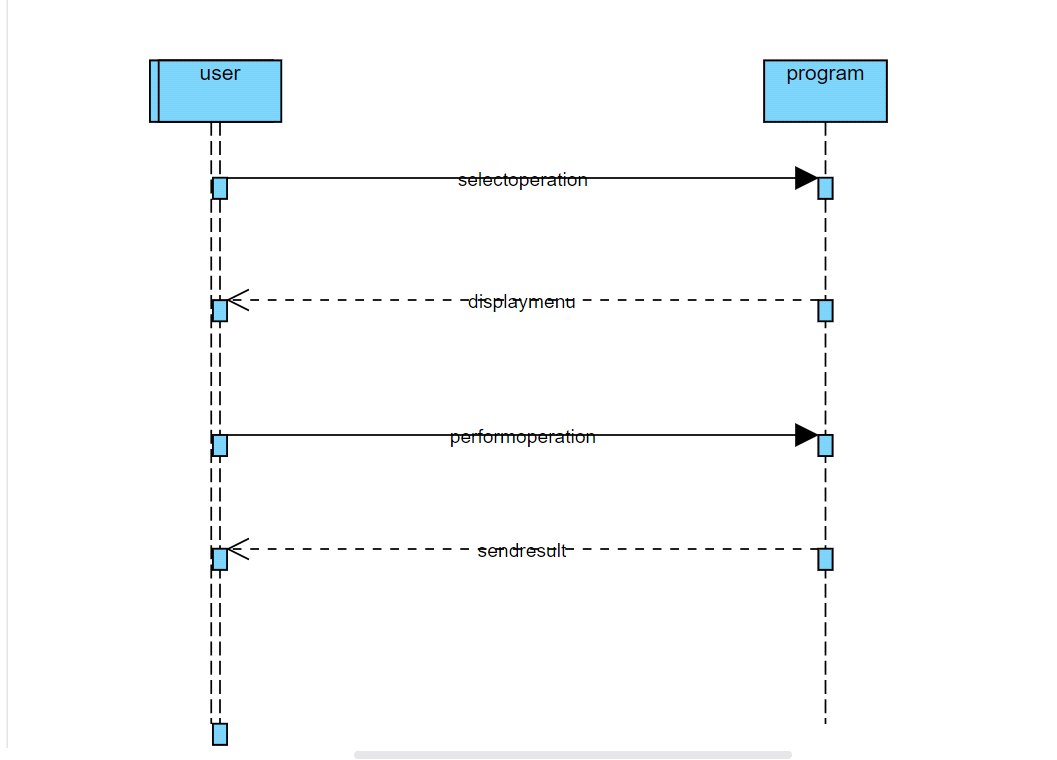 user
program
selectoperation
displaymenu
performoperation
sendresult